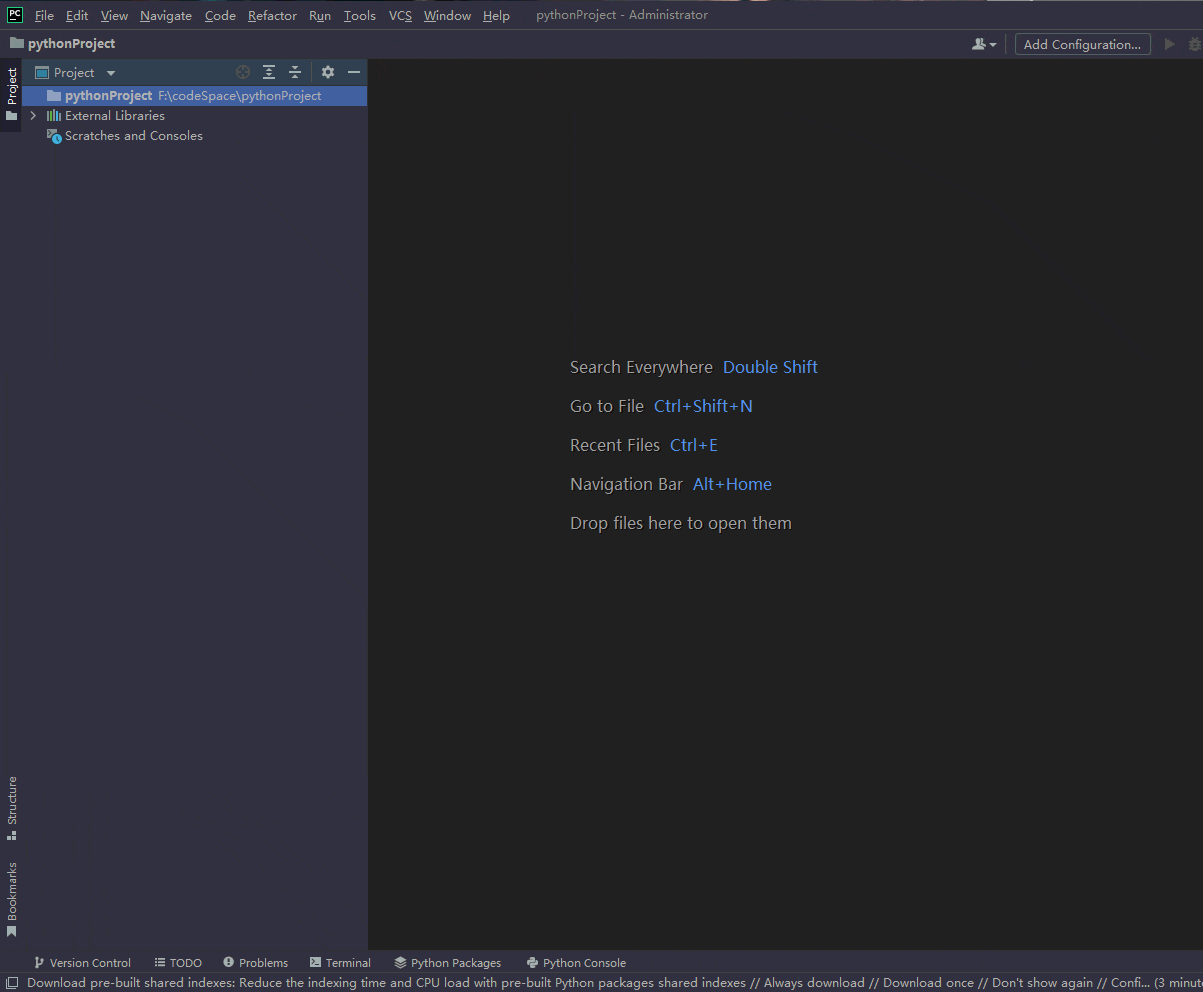 PC File Edit View Navigate Code Refactor Run Tools VCS Window Help pythonProject - Administrator
pythonProject
Add Configuration...
Project
Project
pythonProject F:\codeSpace\pythonProject
External Libraries
Scratches and Consoles
Search Everywhere Double Shift
Go to File Ctrl+Shift+N
Recent Files Ctrl+E
Navigation Bar Alt+Home
Drop files here to open them
Structure
Bookmarks
Version Control TODO Problems Terminal Python Packages Python Console
Download pre-built shared indexes: Reduce the indexing time and CPU load with pre-built Python packages shared indexes // Always download // Download once // Don't show again // Confi... (3 minut